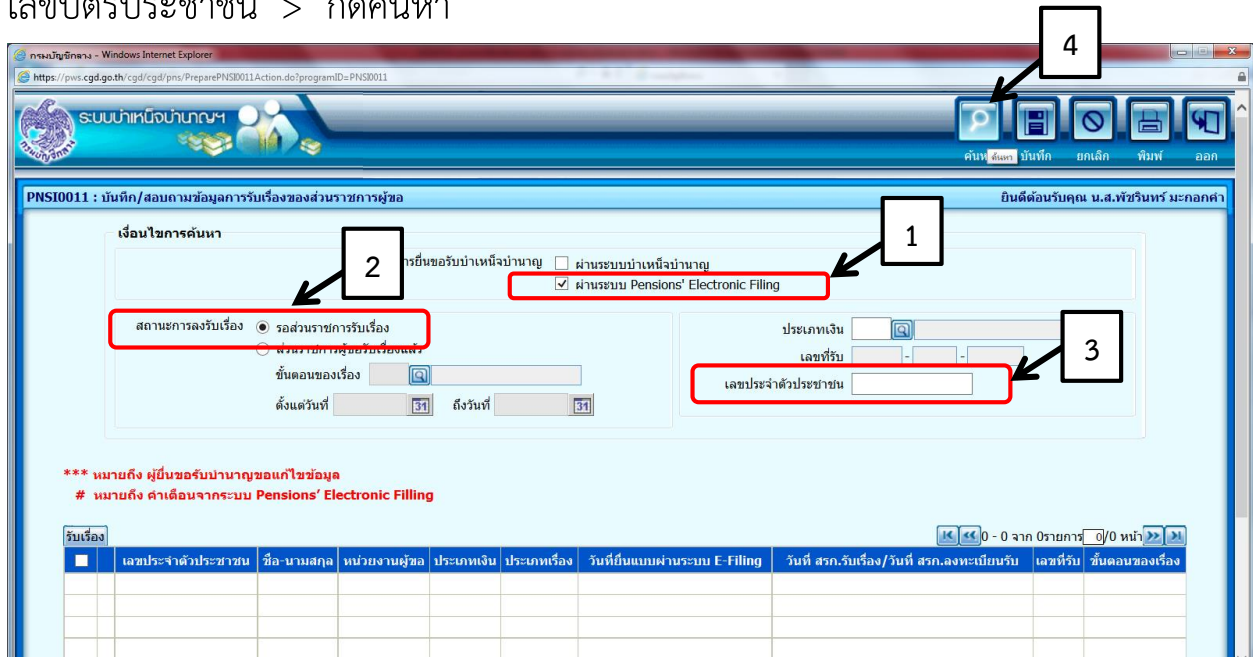 เลขบัตรประชาชน > กดค้นหา
4
กรมบัญชีกลาง - Windows Internet Explorer
https://pws.cgd.go.th/cgd/cgd/pns/PreparePNSI0011Action.do?programID=PNSI0011
ระบบบำเหน็จบำนาญฯ
ค้นห ค้นหา บันทึก ยกเลิก พิมพ์ ออก
PNSI0011 : บันทึก/สอบถามข้อมูลการรับเรื่องของส่วนราชการผู้ขอ ยินดีต้อนรับคุณ น.ส.พัชรินทร์ มะกอกคำ
1
เงื่อนไขการค้นหา
2
ารยื่นขอรับบำเหน็จบำนาญ ผ่านระบบบำเหน็จบำนาญ
ผ่านระบบ Pensions' Electronic Filing
สถานะการลงรับเรื่อง รอส่วนราชการรับเรื่อง ประเภทเงิน
ส่วนราชการผู้ขอรับเรื่องแล้ว เลขที่รับ - -
3
ขั้นตอนของเรื่อง เลขประจำตัวประชาชน
ตั้งแต่วันที่ 31 ถึงวันที่ 31
*** หมายถึง ผู้ยื่นขอรับบำนาญขอแก้ไขข้อมูล
# หมายถึง คำเตือนจากระบบ Pensions’ Electronic Filling
รับเรื่อง 0 - 0 จาก 0รายการ 0/0 หน้า
เลขประจำตัวประชาชน ชื่อ-นามสกุล หน่วยงานผู้ขอ ประเภทเงิน ประเภทเรื่อง วันที่ยื่นแบบผ่านระบบ E-Filing วันที่ สรก.รับเรื่อง/วันที่ สรก.ลงทะเบียนรับ เลขที่รับ ขั้นตอนของเรื่อง